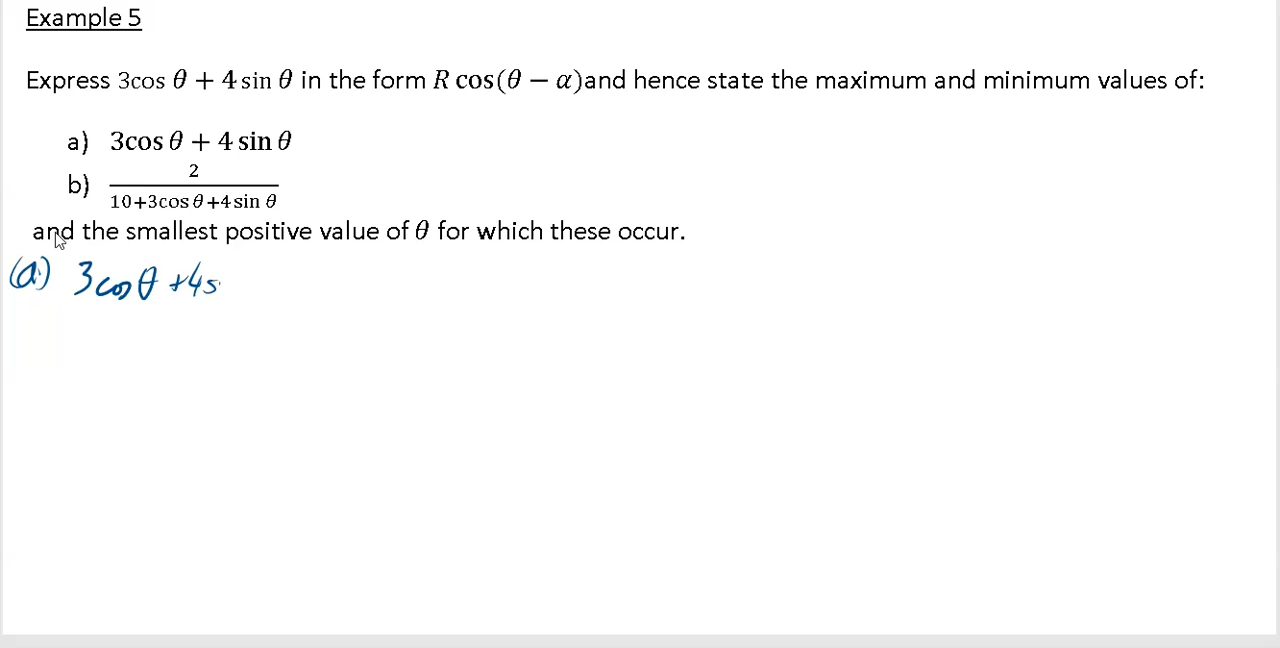 Example 5
Express 3cos θ + 4 sin θ in the form R cos(θ − α)and hence state the maximum and minimum values of:
a) 3cos θ + 4 sin θ
b) 2/(10+3cos θ+4 sin θ)
and the smallest positive value of θ for which these occur.
(a) 3 cos θ +4s